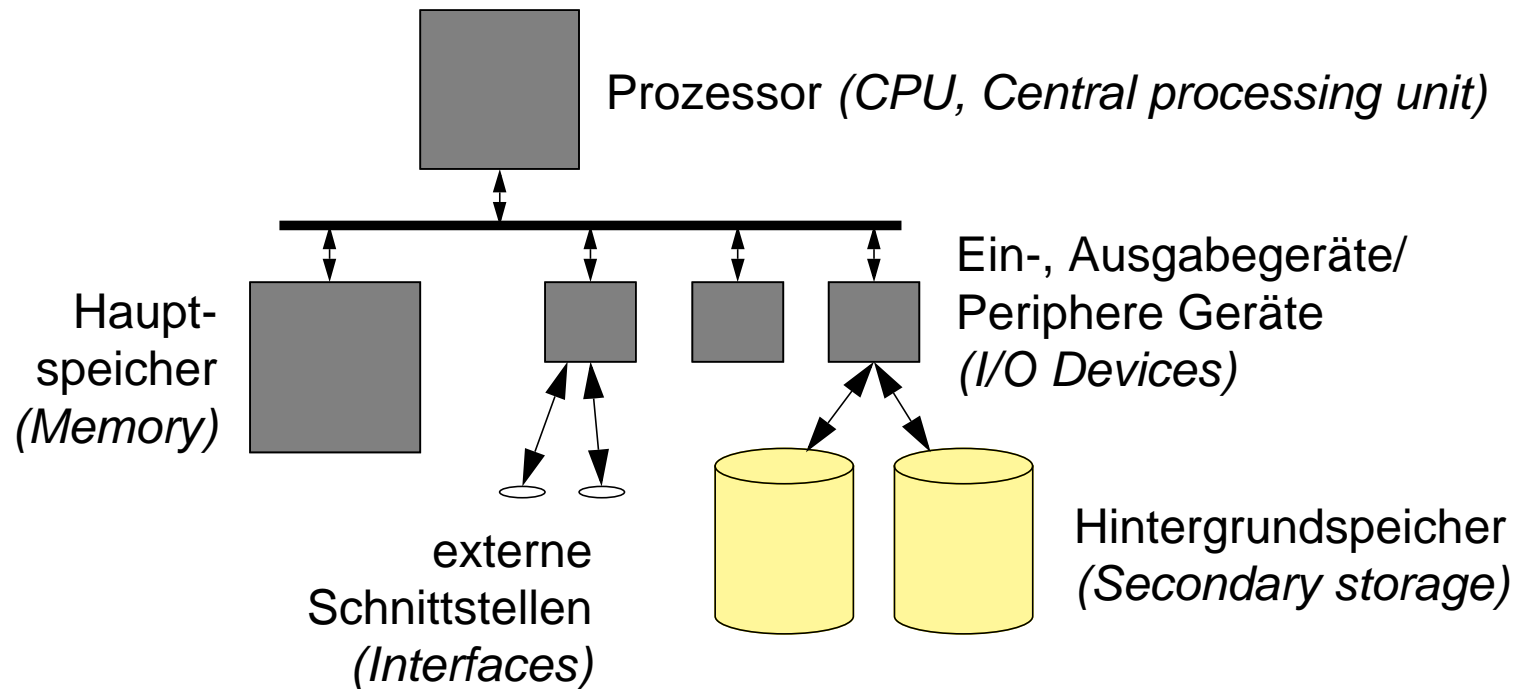 Prozessor (CPU, Central processing unit)
Ein-, Ausgabegeräte/
Periphere Geräte
(I/O Devices)
Haupt-
speicher
(Memory)
externe
Schnittstellen
(Interfaces)
Hintergrundspeicher
(Secondary storage)